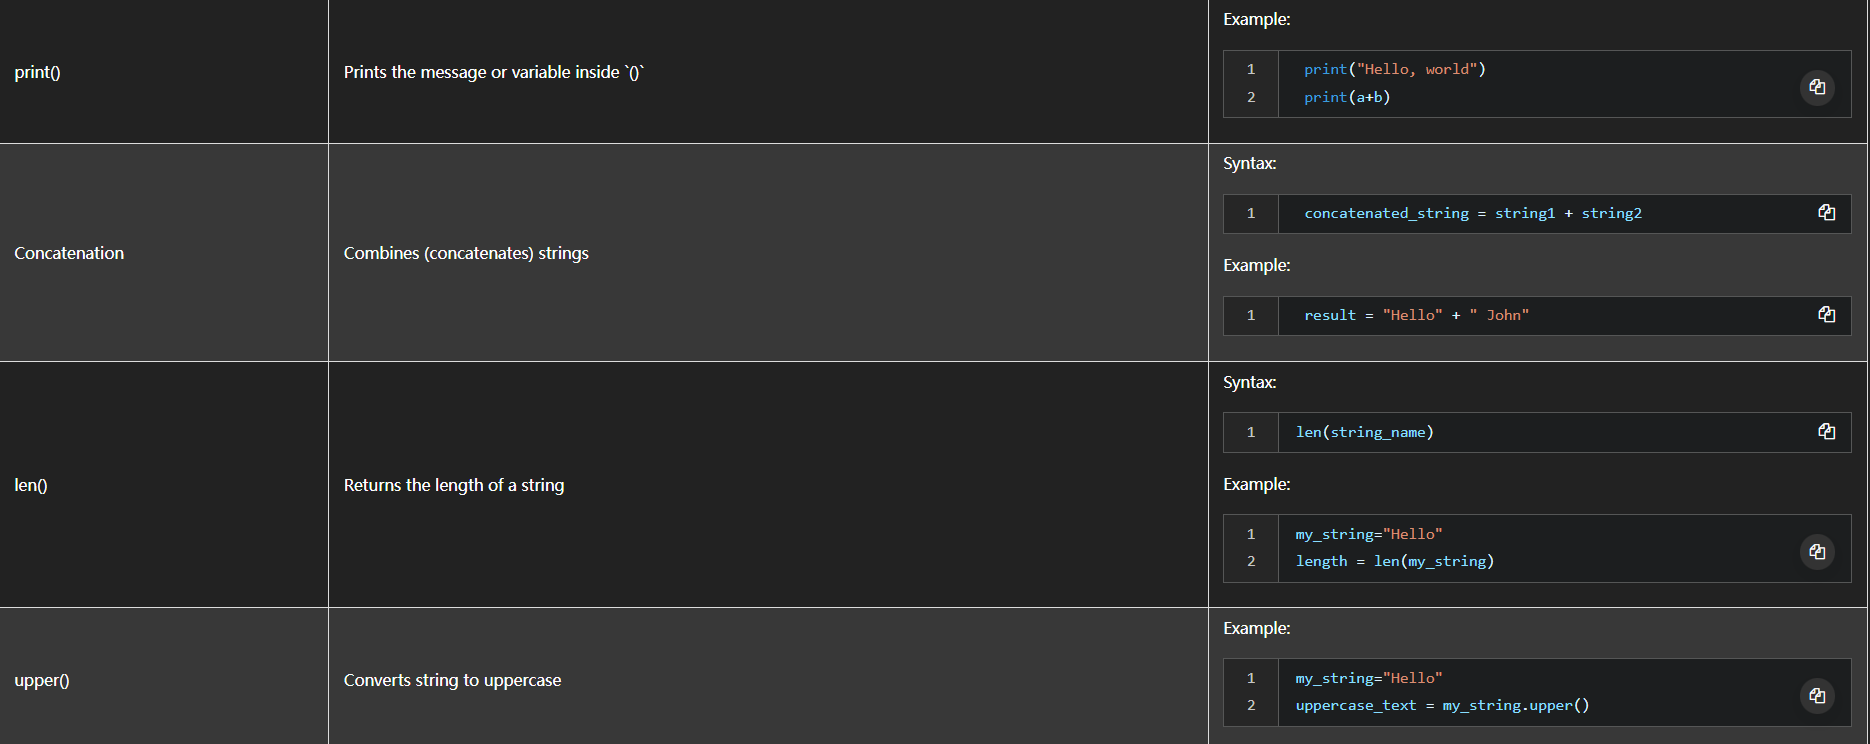 print()
Prints the message or variable inside `()`
Example:
1 print("Hello, world")
2 print(a+b)
Concatenation
Combines (concatenates) strings
Syntax:
1 concatenated_string = string1 + string2
Example:
1 result = "Hello" + " John"
len()
Returns the length of a string
Syntax:
1 len(string_name)
Example:
1 my_string="Hello"
2 length = len(my_string)
upper()
Converts string to uppercase
Example:
1 my_string="Hello"
2 uppercase_text = my_string.upper()